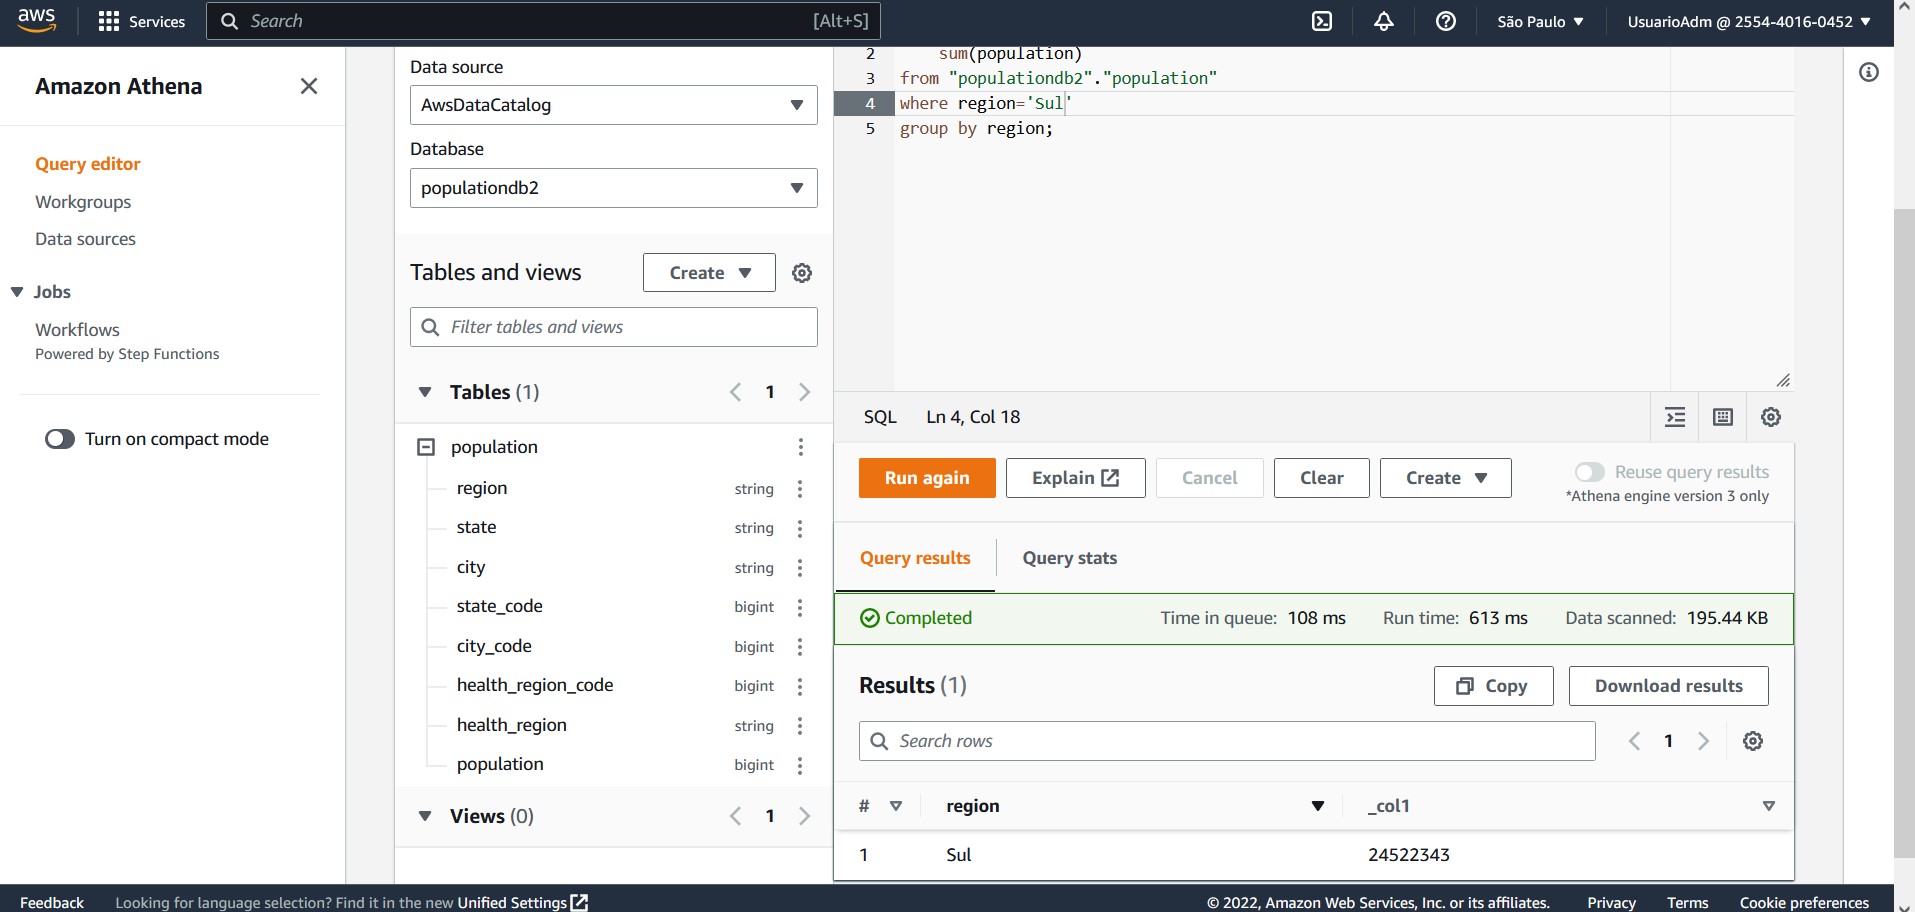 aws Services Search [Alt+S] São Paulo ▼ UsuarioAdm @ 2554-4016-0452 ▼
Amazon Athena
Query editor
Workgroups
Data sources
Jobs
Workflows
Powered by Step Functions
Turn on compact mode
Data source
AwsDataCatalog
Database
populationdb2
Tables and views Create
Filter tables and views
Tables (1) 1
population
region string
state string
city string
state_code bigint
city_code bigint
health_region_code bigint
health_region string
population bigint
Views (0) 1
2 sum(population)
3 from "populationdb2"."population"
4 where region='Sul'
5 group by region;
SQL Ln 4, Col 18
Run again Explain Cancel Clear Create Reuse query results
*Athena engine version 3 only
Query results Query stats
Completed Time in queue: 108 ms Run time: 613 ms Data scanned: 195.44 KB
Results (1) Copy Download results
Search rows 1
# region _col1
1 Sul 24522343
Feedback Looking for language selection? Find it in the new Unified Settings © 2022, Amazon Web Services, Inc. or its affiliates. Privacy Terms Cookie preferences